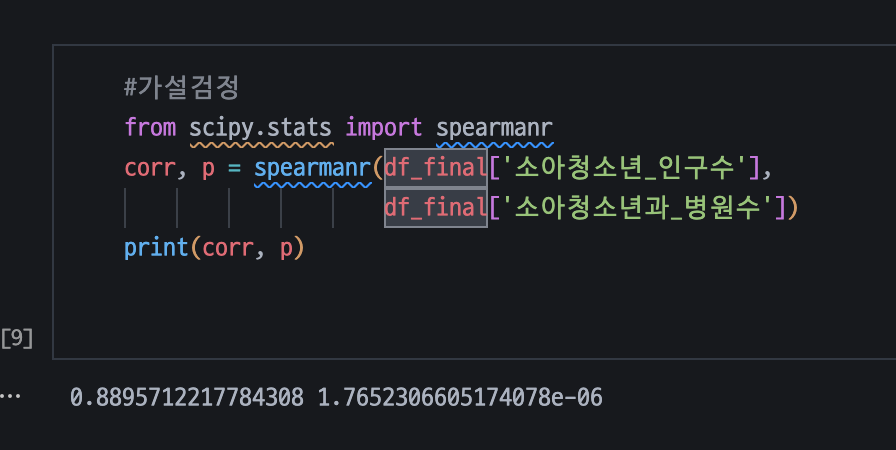 #가설검정
from scipy.stats import spearmanr
corr, p = spearmanr(df_final['소아청소년_인구수'],
df_final['소아청소년과_병원수'])
print(corr, p)
[9]
... 0.8895712217784308 1.7652306605174078e-06